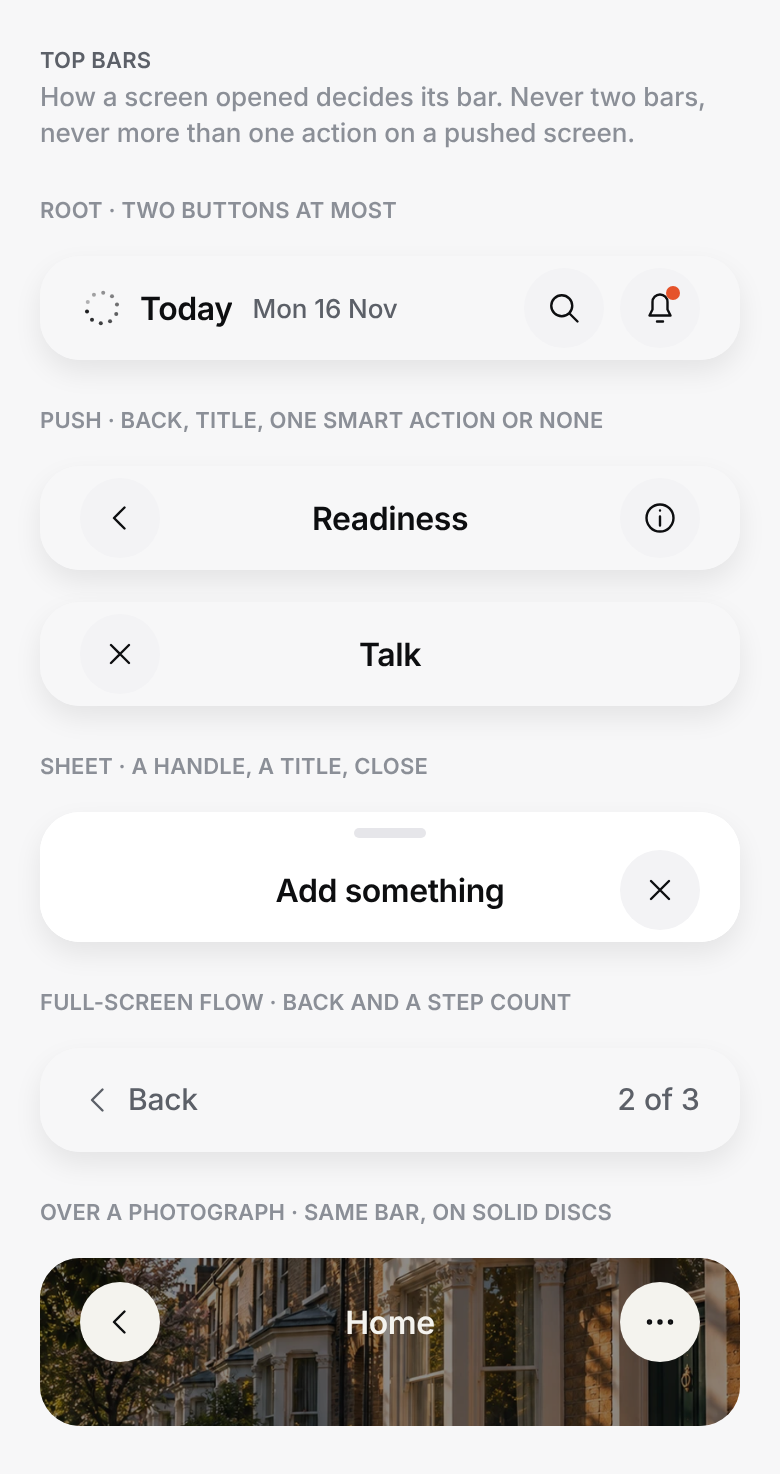 TOP BARS
How a screen opened decides its bar. Never two bars,
never more than one action on a pushed screen.
ROOT · TWO BUTTONS AT MOST
Today Mon 16 Nov
PUSH · BACK, TITLE, ONE SMART ACTION OR NONE
Readiness
Talk
SHEET · A HANDLE, A TITLE, CLOSE
Add something
FULL-SCREEN FLOW · BACK AND A STEP COUNT
Back 2 of 3
OVER A PHOTOGRAPH · SAME BAR, ON SOLID DISCS
Home